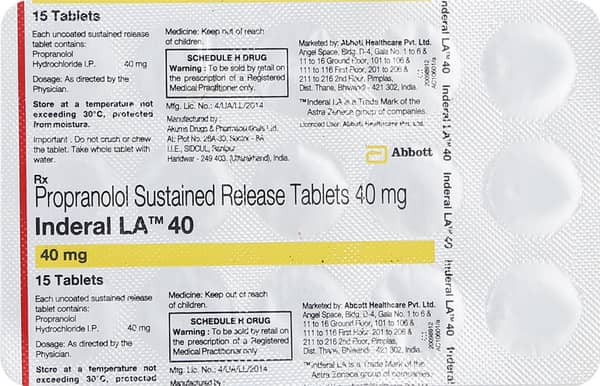 15 Tablets
Each uncoated sustained release
tablet contains:
Propranolol
Hydrochloride I.P. 40 mg
Dosage: As directed by the
Physician.
Store at a temperature not
exceeding 30°C, protected
from moisture.
Important : Do not crush or chew
the tablet. Take whole tablet with
water.
Medicine: Keep out of reach
of children.
SCHEDULE H DRUG
Warning : To be sold by retail on
the prescription of a Registered
Medical Practitioner only.
Mfg. Lic. No.: 4/UA/LL/2014
Manufactured by :
Akums Drugs & Pharmaceuticals Ltd.
At: Plot No. 26A-30, Sector - 8A
I.I.E., SIDCUL, Ranipur
Haridwar - 249 403, (Uttarakhand), India.
Marketed by: Abbott Healthcare Pvt. Ltd.
Angel Space, Bldg. D-4, Gala No. 1 to 6 &
11 to 16 Ground Floor, 101 to 106 &
111 to 116 First Floor, 201 to 206 &
211 to 216 2nd Floor, Pimplas,
Dist. Thane, Bhiwandi - 421 302, India.
™Inderal LA is a Trade Mark of the
Astra Zeneca group of companies.
Licensed User: Abbott Healthcare Pvt. Ltd.
Abbott
Rx
Propranolol Sustained Release Tablets 40 mg
Inderal LA™ 40
40 mg
15 Tablets
Each uncoated sustained release
tablet contains:
Propranolol
Hydrochloride I.P. 40 mg
Dosage: As directed by the
Physician.
Store at a temperature not
exceeding 30°C, protected
Medicine: Keep out of reach
of children.
SCHEDULE H DRUG
Warning : To be sold by retail on
the prescription of a Registered
Medical Practitioner only.
Mfg. Lic. No.: 4/UA/LL/2014
Manufactured by :
Marketed by: Abbott Healthcare Pvt. Ltd.
Angel Space, Bldg. D-4, Gala No. 1 to 6 &
11 to 16 Ground Floor, 101 to 106 &
111 to 116 First Floor, 201 to 206 &
211 to 216 2nd Floor, Pimplas,
Dist. Thane, Bhiwandi - 421 302, India.
™Inderal LA is a Trade Mark of the
Astra Zeneca group of companies.
Inderal LA™ 40
Inderal LA™ 40
Inderal LA™ 40